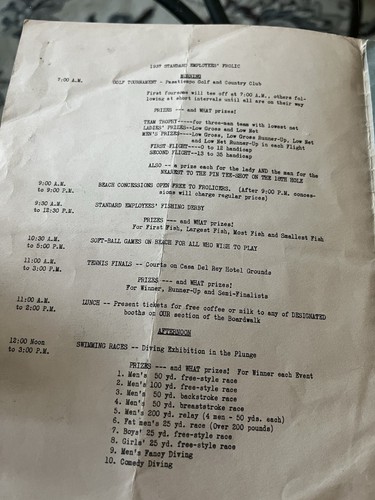 1937 STANDARD EMPLOYEES' FROLIC
MORNING
7:00 A.M. GOLF TOURNAMENT - Pasatiempo Golf and Country Club
First foursome will tee off at 7:00 A.M., others fol-
lowing at short intervals until all are on their way
PRIZES --- and WHAT prizes!
TEAM TROPHY-----for three-man team with lowest net
LADIES' PRIZES--Low Gross and Low Net
MEN'S PRIZES----Low Gross, Low Gross Runner-Up, Low Net
and Low Net Runner-Up in each Flight
FIRST FLIGHT----0 to 12 handicap
SECOND FLIGHT--13 to 35 handicap
ALSO -- a prize each for the lady AND the man for the
NEAREST TO THE PIN TEE-SHOT ON THE 18TH HOLE
9:00 A.M. BEACH CONCESSIONS OPEN FREE TO FROLICERS. (After 9:00 P.M. conces-
to 9:00 P.M. sions will charge regular prices)
9:30 A.M. STANDARD EMPLOYEES' FISHING DERBY
to 12:30 P.M.
PRIZES --- and WHAT prizes!
For First Fish, Largest Fish, Most Fish and Smallest Fish
10:30 A.M. SOFT-BALL GAMES ON BEACH FOR ALL WHO WISH TO PLAY
to 5:00 P.M.
11:00 A.M. TENNIS FINALS -- Courts on Casa Del Rey Hotel Grounds
to 3:00 P.M.
PRIZES --- and WHAT prizes!
For Winner, Runner-Up and Semi-Finalists
11:00 A.M. LUNCH -- Present tickets for free coffee or milk to any of DESIGNATED
to 2:00 P.M. booths on OUR section of the Boardwalk
AFTERNOON
12:00 Noon SWIMMING RACES -- Diving Exhibition in the Plunge
to 3:00 P.M.
PRIZES --- and WHAT prizes! For Winner each Event
1. Men's 50 yd. free-style race
2. Men's 100 yd. free-style race
3. Men's 50 yd. backstroke race
4. Men's 50 yd. breaststroke race
5. Men's 200 yd. relay (4 men - 50 yds. each)
6. Fat men's 25 yd. race (Over 200 pounds)
7. Boys' 25 yd. free-style race
8. Girls' 25 yd. free-style race
9. Men's Fancy Diving
10. Comedy Diving